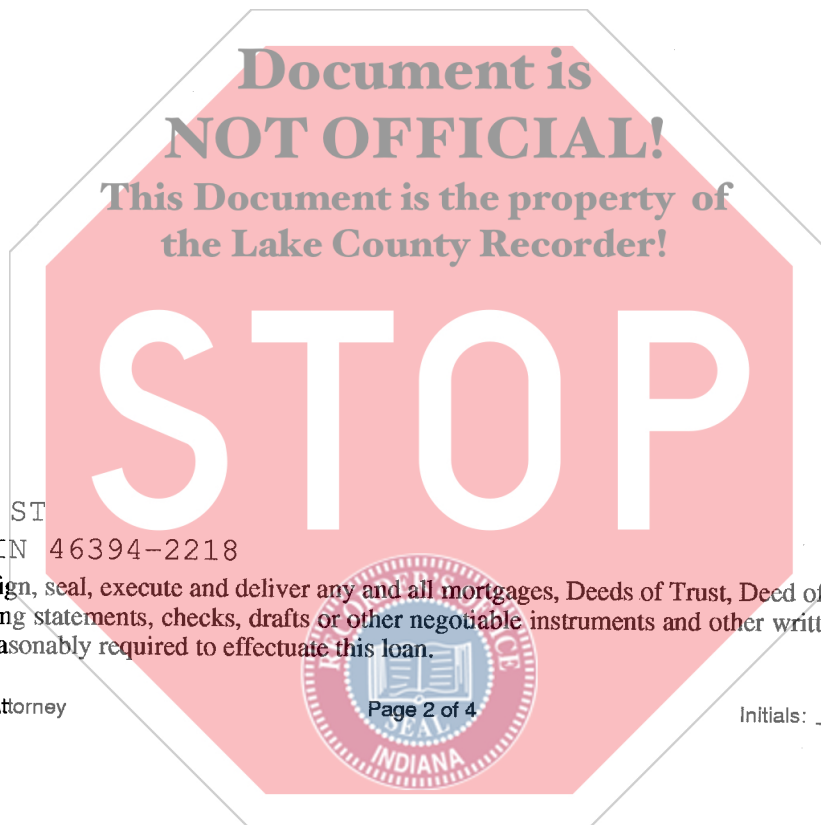 Document is
NOT OFFICIAL!
This Document is the property of
the Lake County Recorder!
STOP
ST
IN 46394-2218
ign, seal, execute and deliver any and all mortgages, Deeds of Trust, Deed of
ng statements, checks, drafts or other negotiable instruments and other writt
asonably required to effectuate this loan.
ttorney
Page 2 of 4
Initials: _
RECORDER'S OFFICE
SEAL
INDIANA